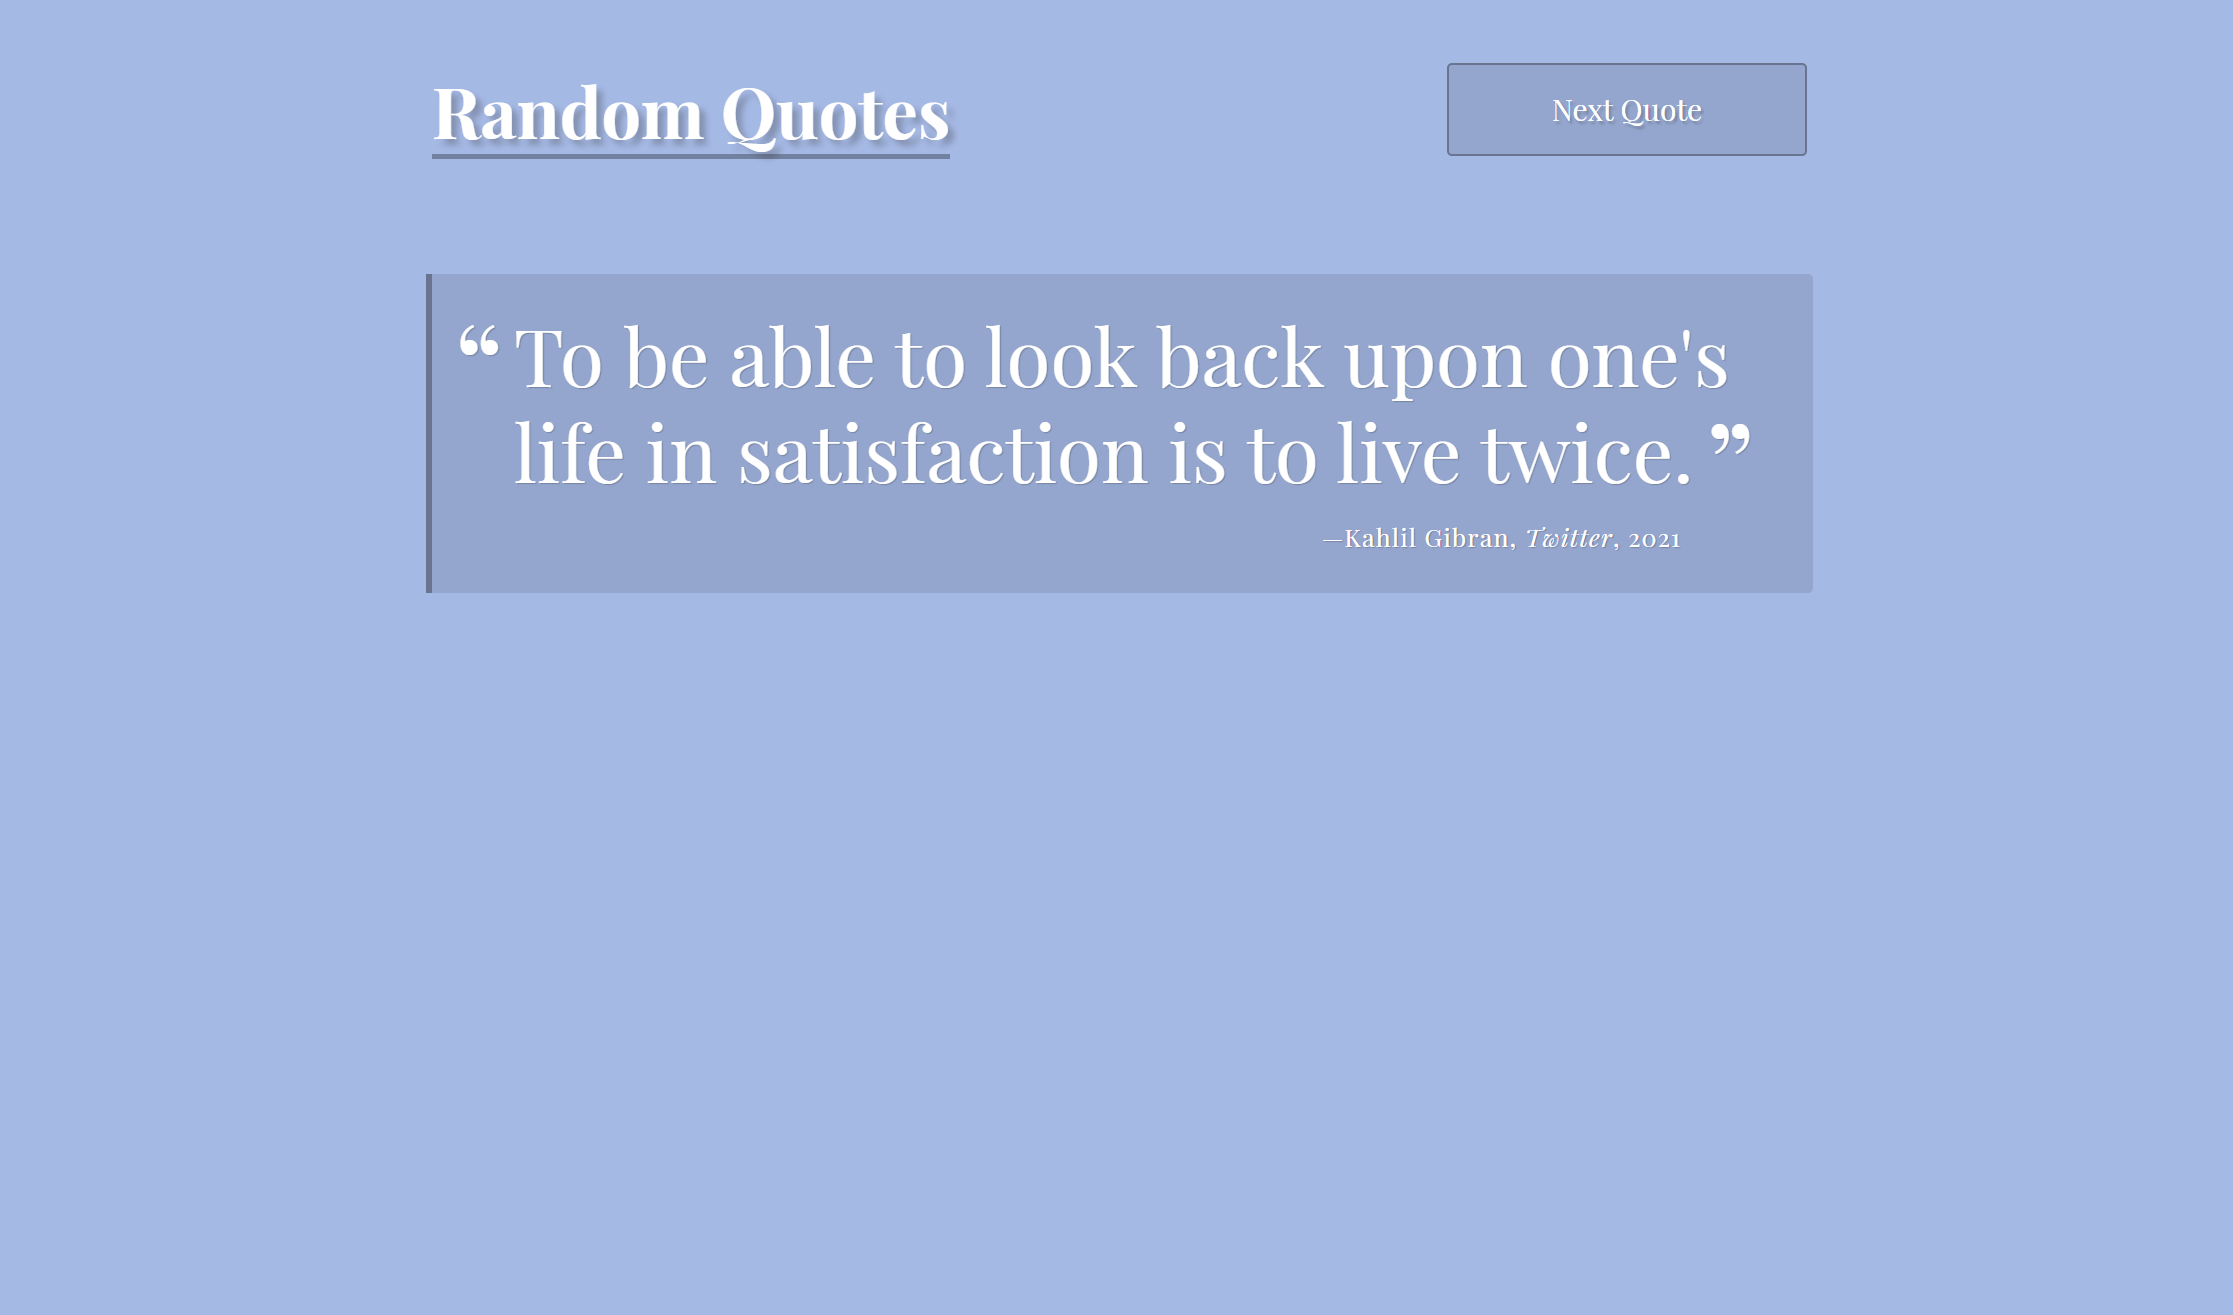 Random Quotes
Next Quote
“ To be able to look back upon one's
life in satisfaction is to live twice. ”
—Kahlil Gibran, Twitter, 2021